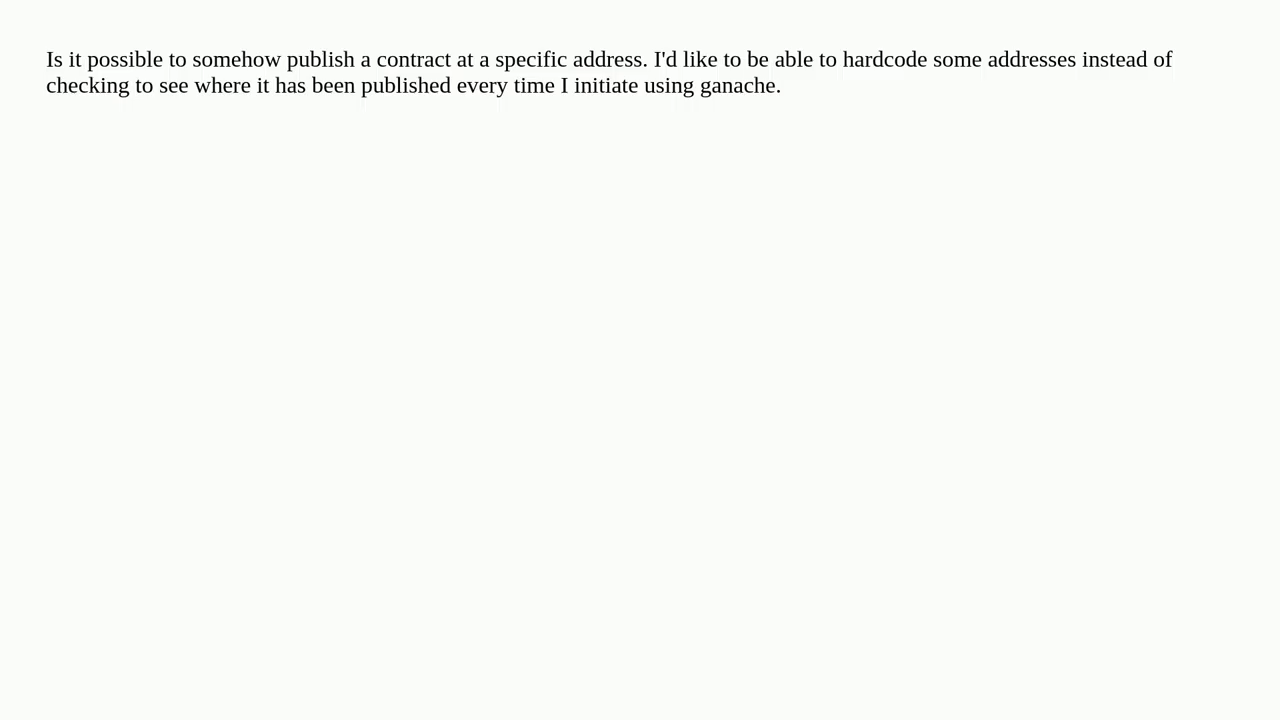 Is it possible to somehow publish a contract at a specific address. I'd like to be able to hardcode some addresses instead of
checking to see where it has been published every time I initiate using ganache.